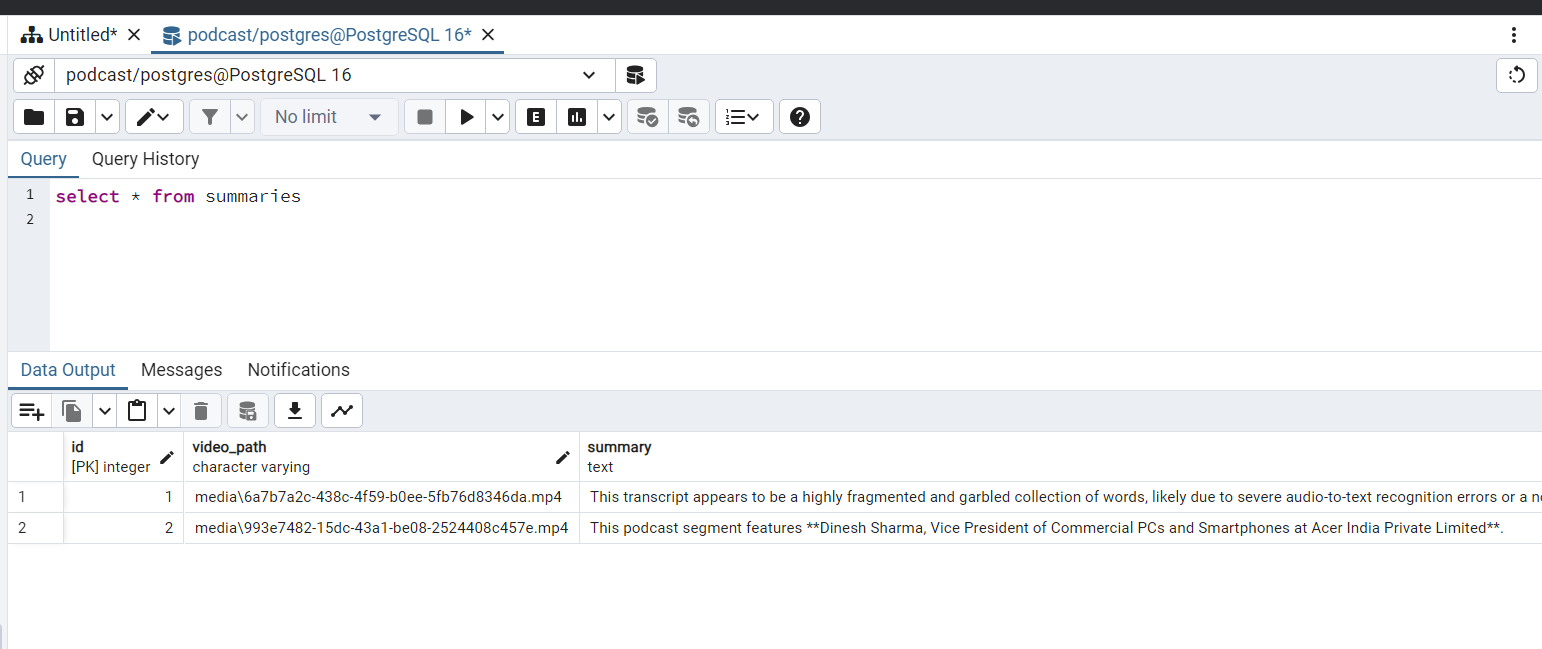 Untitled*
podcast/postgres@PostgreSQL 16*
podcast/postgres@PostgreSQL 16
No limit
E
Query Query History
1 select * from summaries
2
Data Output Messages Notifications
id video_path summary
[PK] integer character varying text
1 1 media\6a7b7a2c-438c-4f59-b0ee-5fb76d8346da.mp4 This transcript appears to be a highly fragmented and garbled collection of words, likely due to severe audio-to-text recognition errors or a
2 2 media\993e7482-15dc-43a1-be08-2524408c457e.mp4 This podcast segment features **Dinesh Sharma, Vice President of Commercial PCs and Smartphones at Acer India Private Limited**.